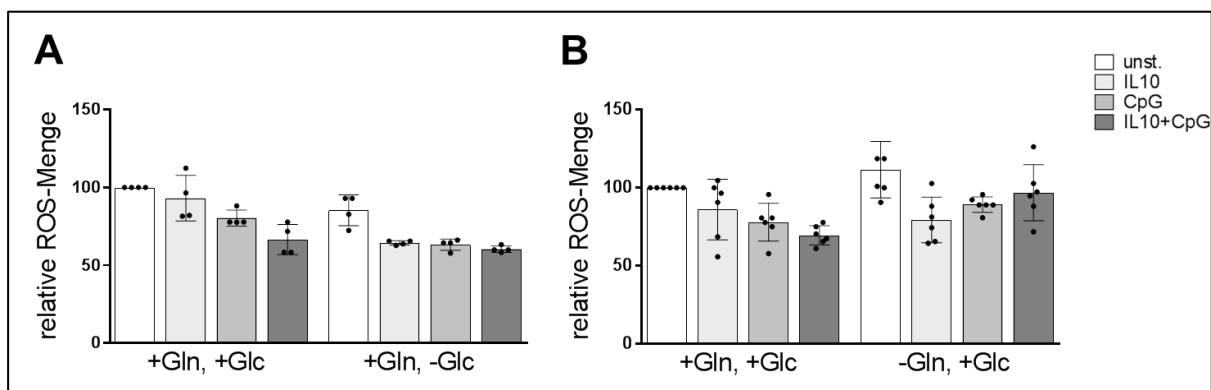 A
relative ROS-Menge
150
100
50
0
+Gln, +Glc
+Gln, -Glc
B
relative ROS-Menge
150
100
50
0
+Gln, +Glc
-Gln, +Glc
unst.
IL10
CpG
IL10+CpG